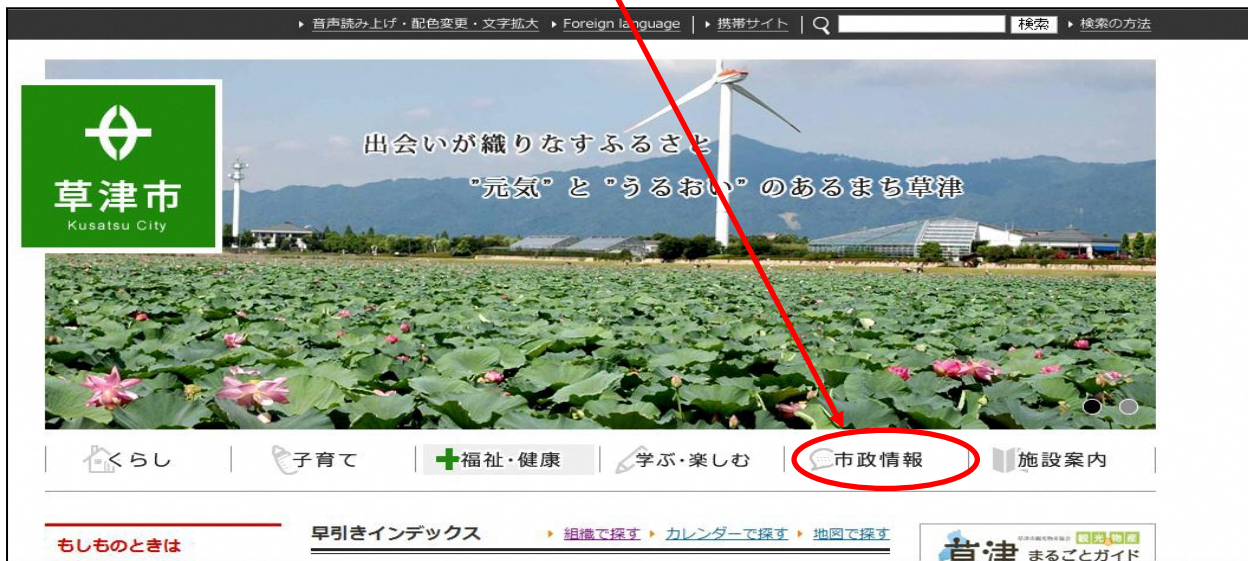 音声読み上げ・配色変更・文字拡大 Foreign language 携帯サイト 検索 検索の方法
草津市
Kusatsu City
出会いが織りなすふるさと
"元気" と "うるおい" のあるまち草津
くらし 子育て 福祉・健康 学ぶ・楽しむ 市政情報 施設案内
もしものときは
早引きインデックス 組織で探す カレンダーで探す 地図で探す
観光物産
草津 まるごとガイド